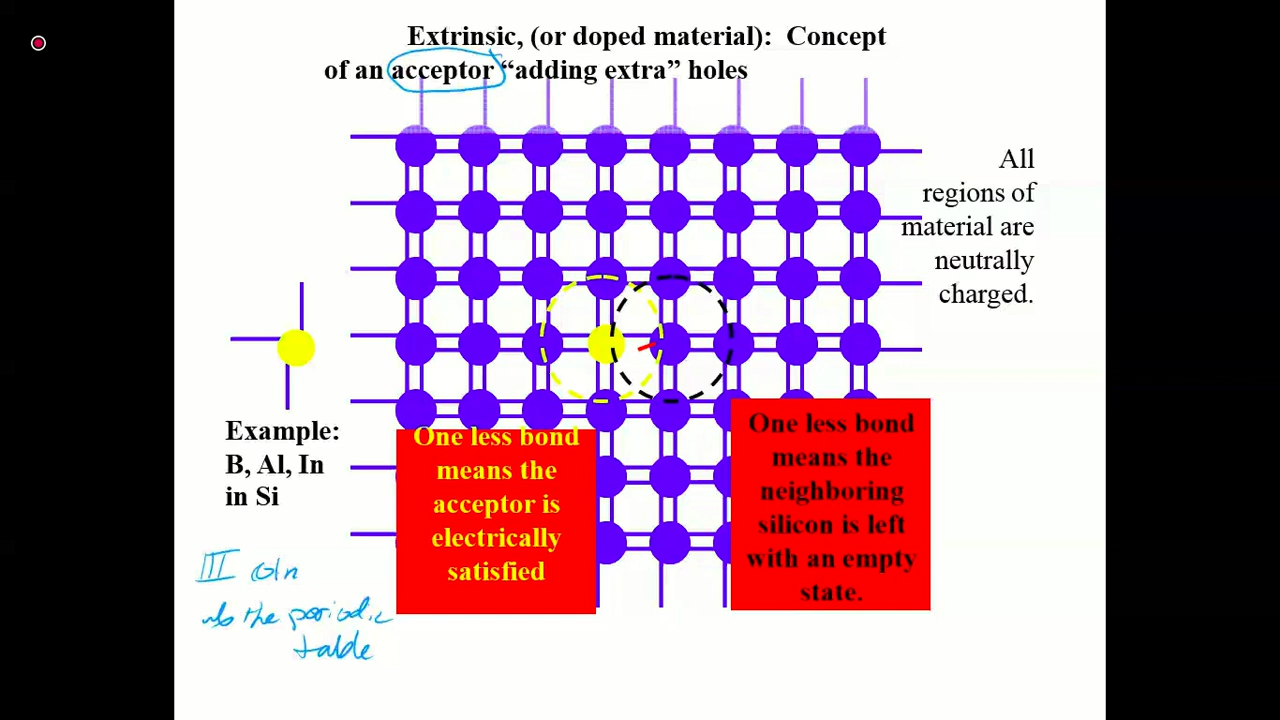 Extrinsic, (or doped material): Concept
of an acceptor “adding extra” holes
All
regions of
material are
neutrally
charged.
Example:
B, Al, In
in Si
One less bond
means the
acceptor is
electrically
satisfied
One less bond
means the
neighboring
silicon is left
with an empty
state.
III
the periodic
table